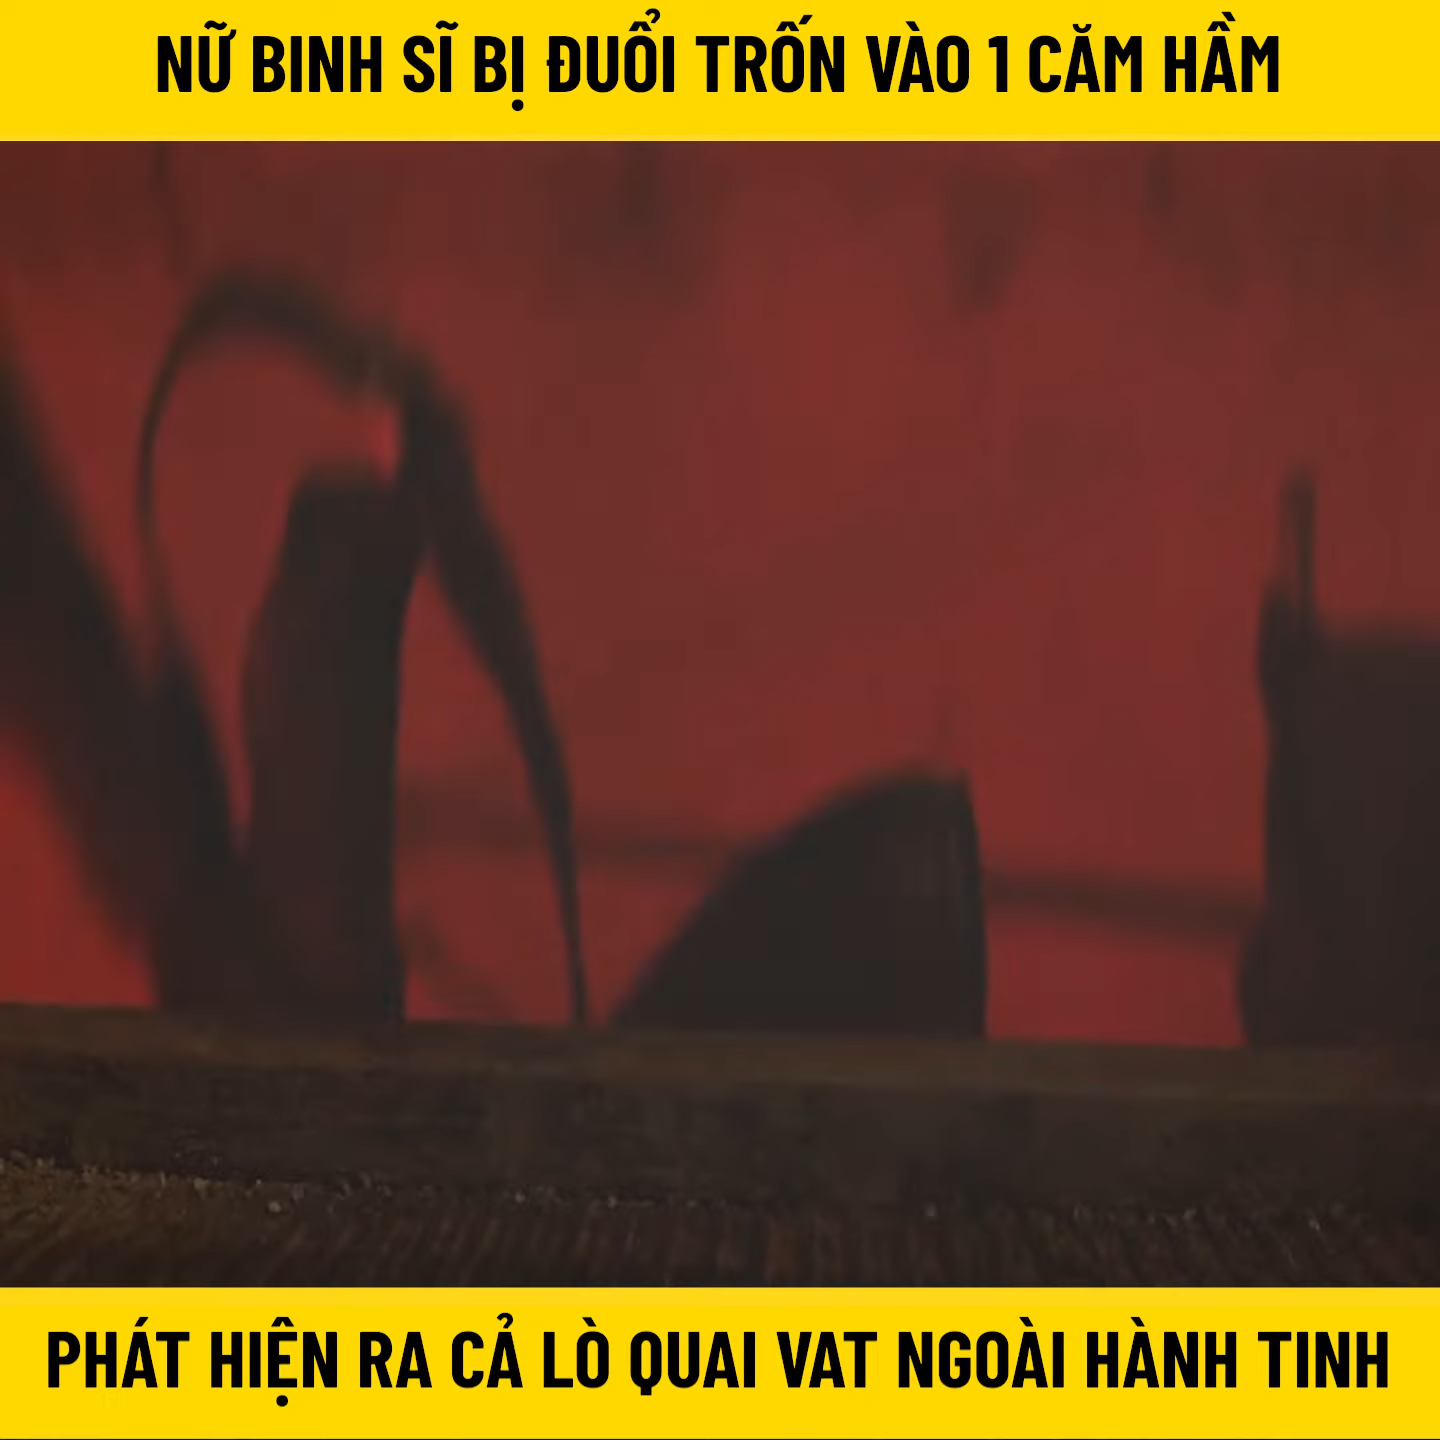 NỮ BINH SĨ BỊ ĐUỔI TRỐN VÀO 1 CĂM HẦM
PHÁT HIỆN RA CẢ LÒ QUAI VAT NGOÀI HÀNH TINH